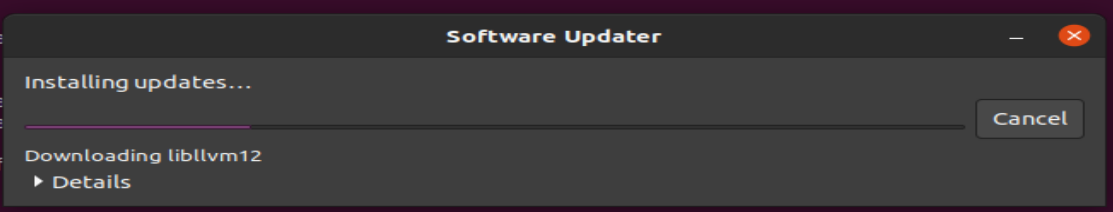 Software Updater
Installing updates...
Cancel
Downloading libllvm12
Details